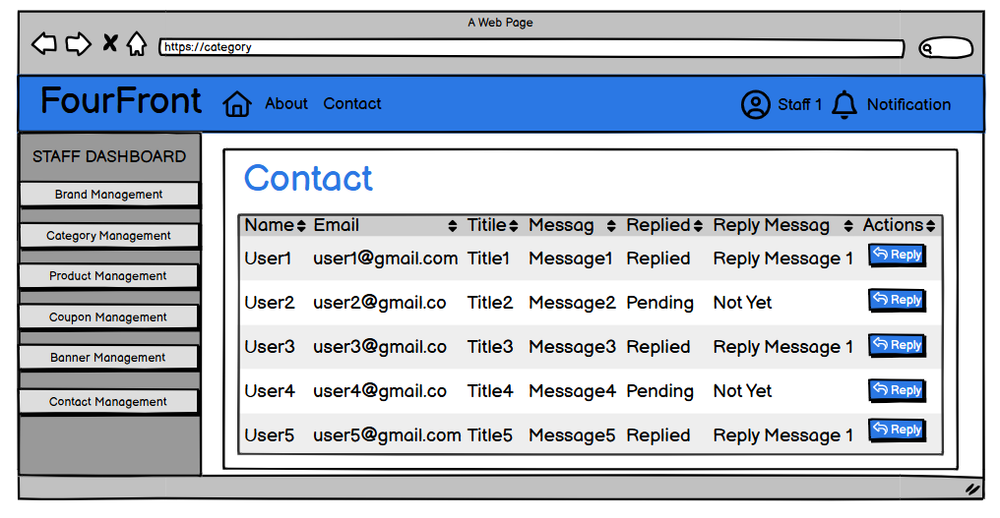 A Web Page
https://category
FourFront About Contact Staff 1 Notification
STAFF DASHBOARD
Brand Management
Category Management
Product Management
Coupon Management
Banner Management
Contact Management
Contact
Name Email Titile Messag Replied Reply Messag Actions
User1 user1@gmail.com Title1 Message1 Replied Reply Message 1 Reply
User2 user2@gmail.co Title2 Message2 Pending Not Yet Reply
User3 user3@gmail.co Title3 Message3 Replied Reply Message 1 Reply
User4 user4@gmail.co Title4 Message4 Pending Not Yet Reply
User5 user5@gmail.com Title5 Message5 Replied Reply Message 1 Reply